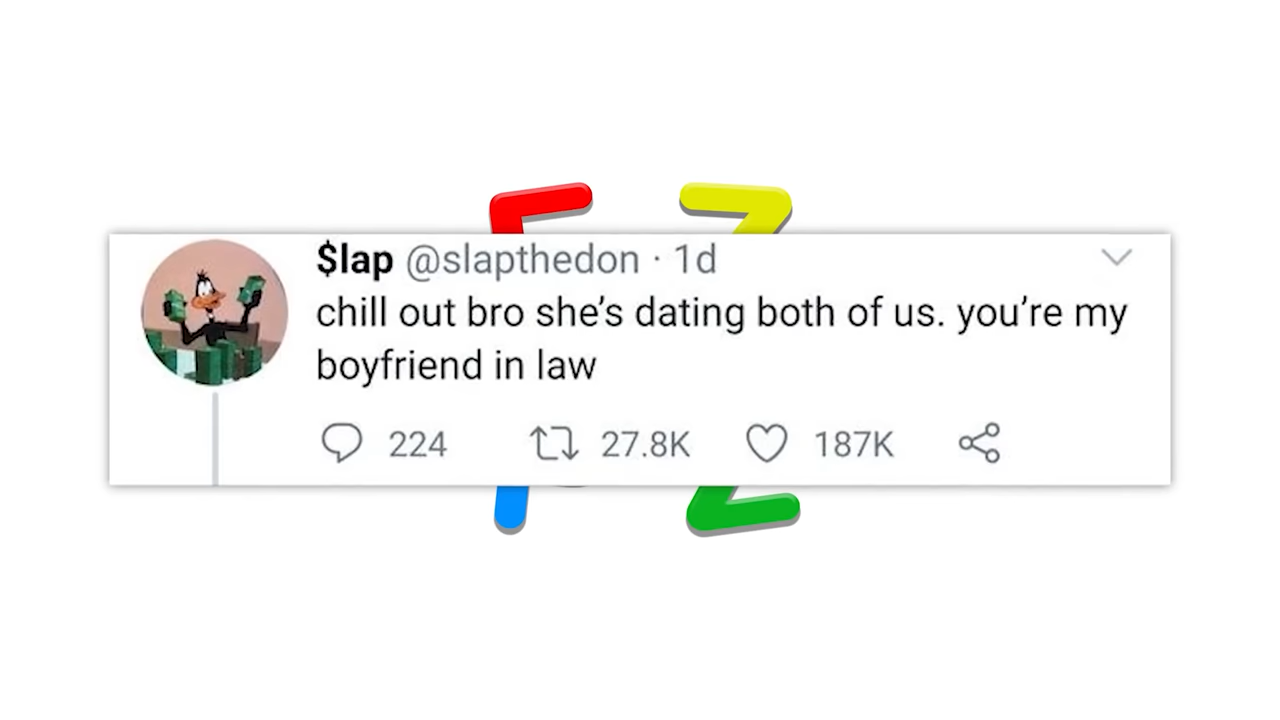 $lap @slapthedon · 1d
chill out bro she’s dating both of us. you’re my
boyfriend in law
224 27.8K 187K